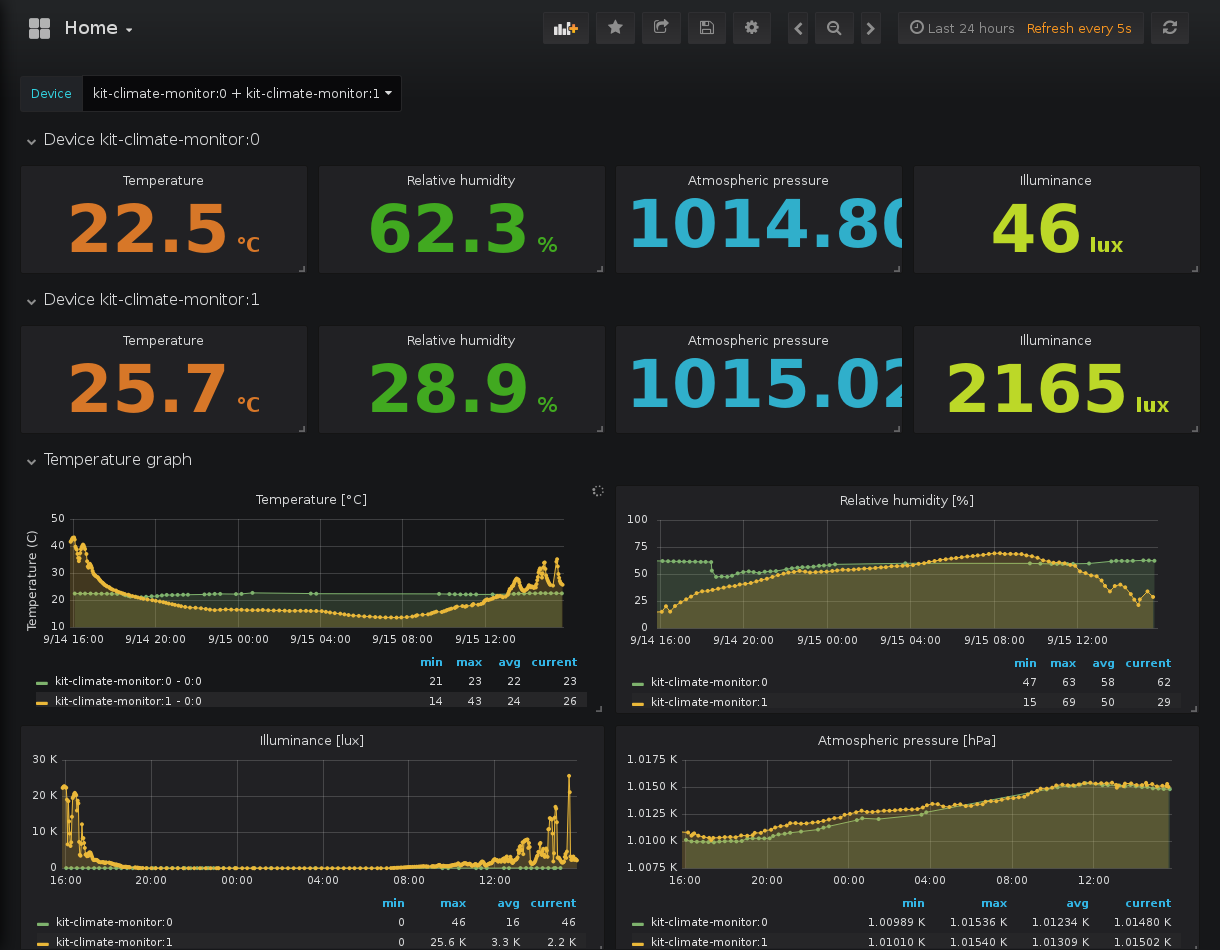 Home
Last 24 hours Refresh every 5s
Device kit-climate-monitor:0 + kit-climate-monitor:1
Device kit-climate-monitor:0
Temperature Relative humidity Atmospheric pressure Illuminance
22.5 °C 62.3 % 1014.80 46 lux
Device kit-climate-monitor:1
Temperature Relative humidity Atmospheric pressure Illuminance
25.7 °C 28.9 % 1015.02 2165 lux
Temperature graph
Temperature [°C]
Temperature (C)
50
40
30
20
10
9/14 16:00 9/14 20:00 9/15 00:00 9/15 04:00 9/15 08:00 9/15 12:00
min max avg current
kit-climate-monitor:0 - 0:0 21 23 22 23
kit-climate-monitor:1 - 0:0 14 43 24 26
Relative humidity [%]
100
75
50
25
0
9/14 16:00 9/14 20:00 9/15 00:00 9/15 04:00 9/15 08:00 9/15 12:00
min max avg current
kit-climate-monitor:0 47 63 58 62
kit-climate-monitor:1 15 69 50 29
Illuminance [lux]
30 K
20 K
10 K
0
16:00 20:00 00:00 04:00 08:00 12:00
min max avg current
kit-climate-monitor:0 0 46 16 46
kit-climate-monitor:1 0 25.6 K 3.3 K 2.2 K
Atmospheric pressure [hPa]
1.0175 K
1.0150 K
1.0125 K
1.0100 K
1.0075 K
16:00 20:00 00:00 04:00 08:00 12:00
min max avg current
kit-climate-monitor:0 1.00989 K 1.01536 K 1.01234 K 1.01480 K
kit-climate-monitor:1 1.01010 K 1.01540 K 1.01309 K 1.01502 K